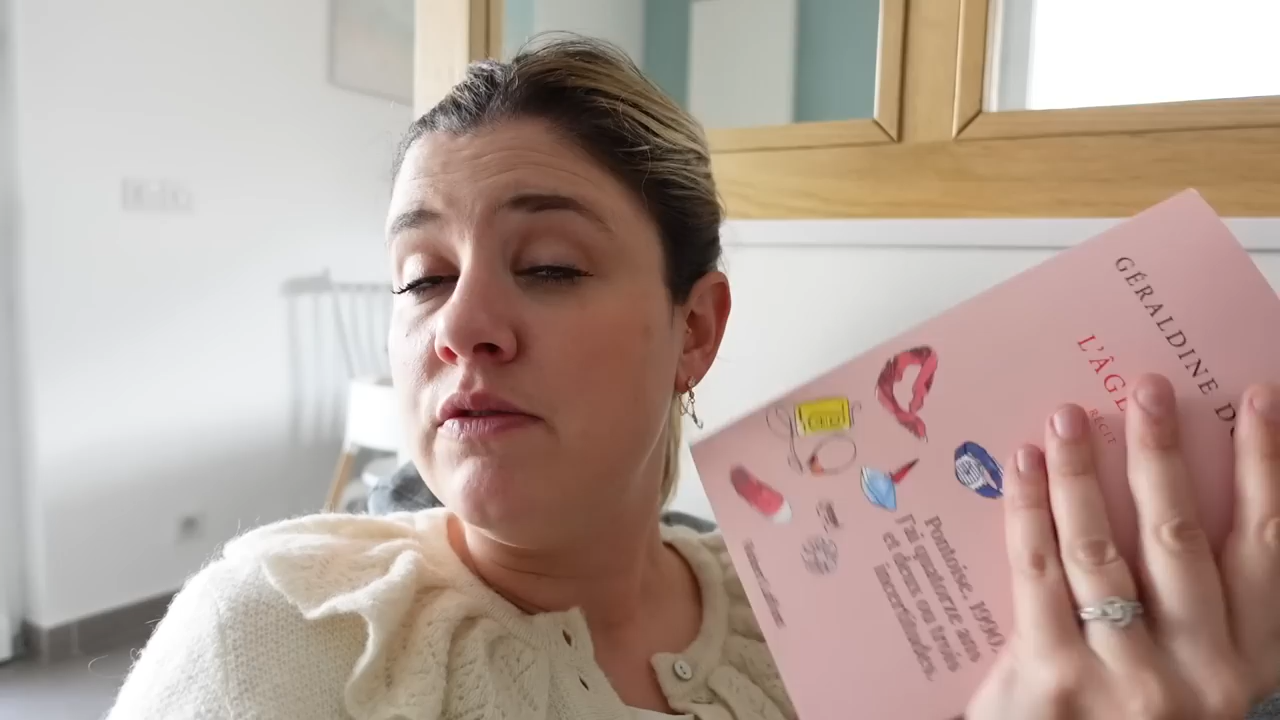 GÉRALDINE D
L'ÂGE
RÉCIT
Pontoise, 1990.
J'ai quatorze ans
et deux ou trois
incertitudes.